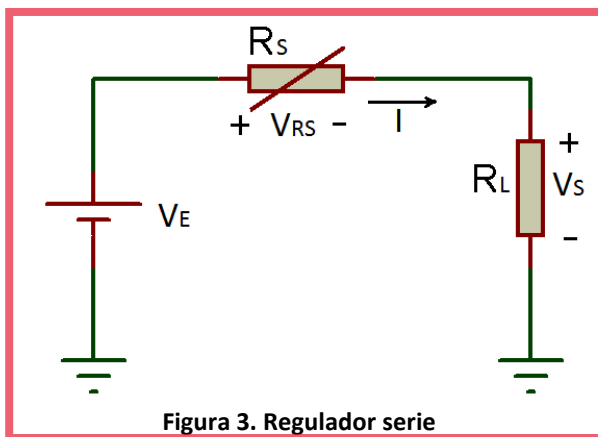 RS
+ VRS -
I
RL
+
VS
-
VE
Figura 3. Regulador serie